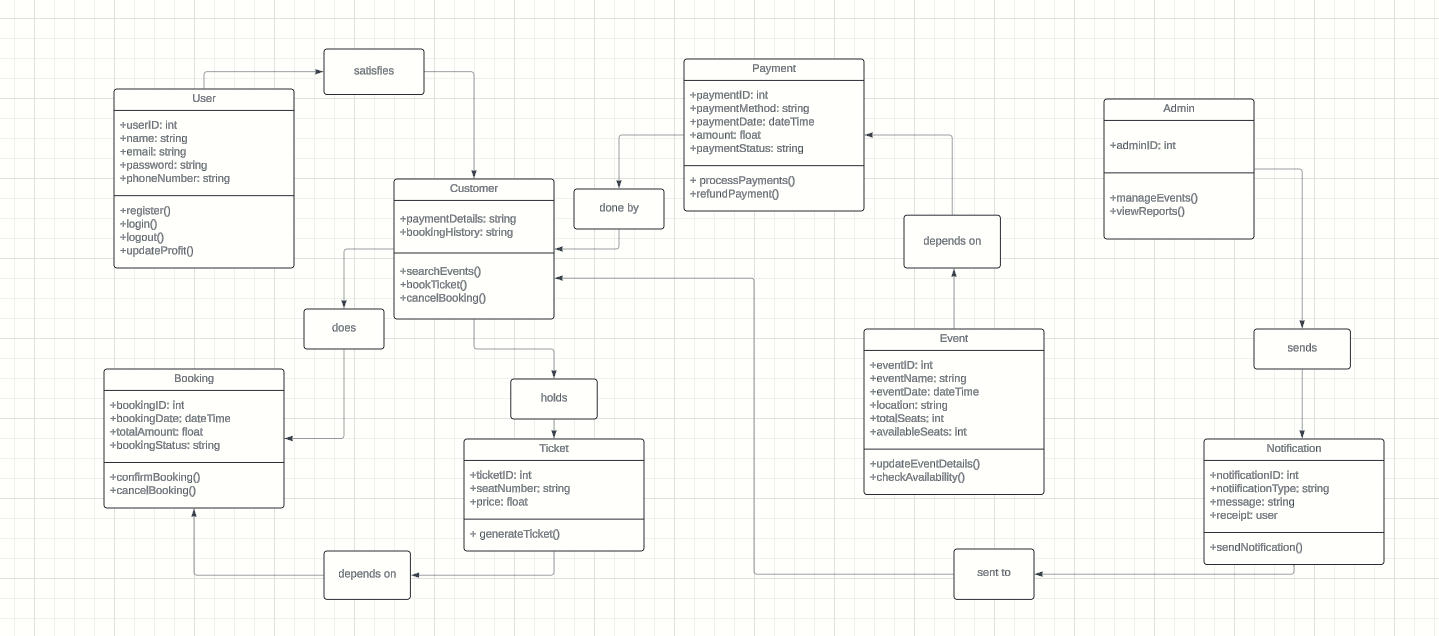 satisfies
User
+userID: int
+name: string
+email: string
+password: string
+phoneNumber: string
+register()
+login()
+logout()
+updateProfit()
Customer
+paymentDetails: string
+bookingHistory: string
+searchEvents()
+bookTicket()
+cancelBooking()
done by
Payment
+paymentID: int
+paymentMethod: string
+paymentDate: dateTime
+amount: float
+paymentStatus: string
+ processPayments()
+refundPayment()
depends on
Admin
+adminID: int
+manageEvents()
+viewReports()
does
Booking
+bookingID: int
+bookingDate: dateTime
+totalAmount: float
+bookingStatus: string
+confirmBooking()
+cancelBooking()
holds
Ticket
+ticketID: int
+seatNumber: string
+price: float
+ generateTicket()
depends on
Event
+eventID: int
+eventName: string
+eventDate: dateTime
+location: string
+totalSeats: int
+availableSeats: int
+updateEventDetails()
+checkAvailability()
sends
Notification
+notificationID: int
+notiificationType: string
+message: string
+receipt: user
+sendNotification()
sent to